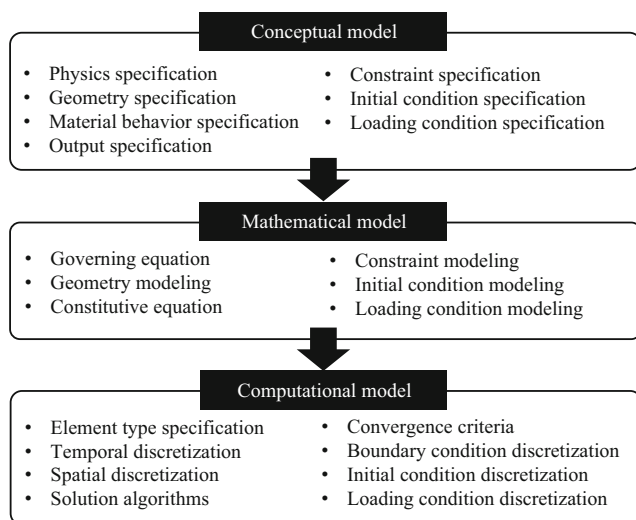 Conceptual model
• Physics specification
• Geometry specification
• Material behavior specification
• Output specification
• Constraint specification
• Initial condition specification
• Loading condition specification
Mathematical model
• Governing equation
• Geometry modeling
• Constitutive equation
• Constraint modeling
• Initial condition modeling
• Loading condition modeling
Computational model
• Element type specification
• Temporal discretization
• Spatial discretization
• Solution algorithms
• Convergence criteria
• Boundary condition discretization
• Initial condition discretization
• Loading condition discretization